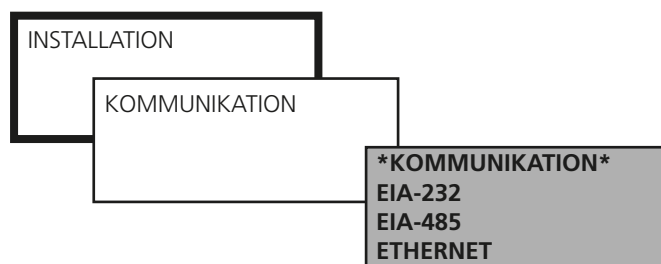 INSTALLATION
KOMMUNIKATION
*KOMMUNIKATION*
EIA-232
EIA-485
ETHERNET